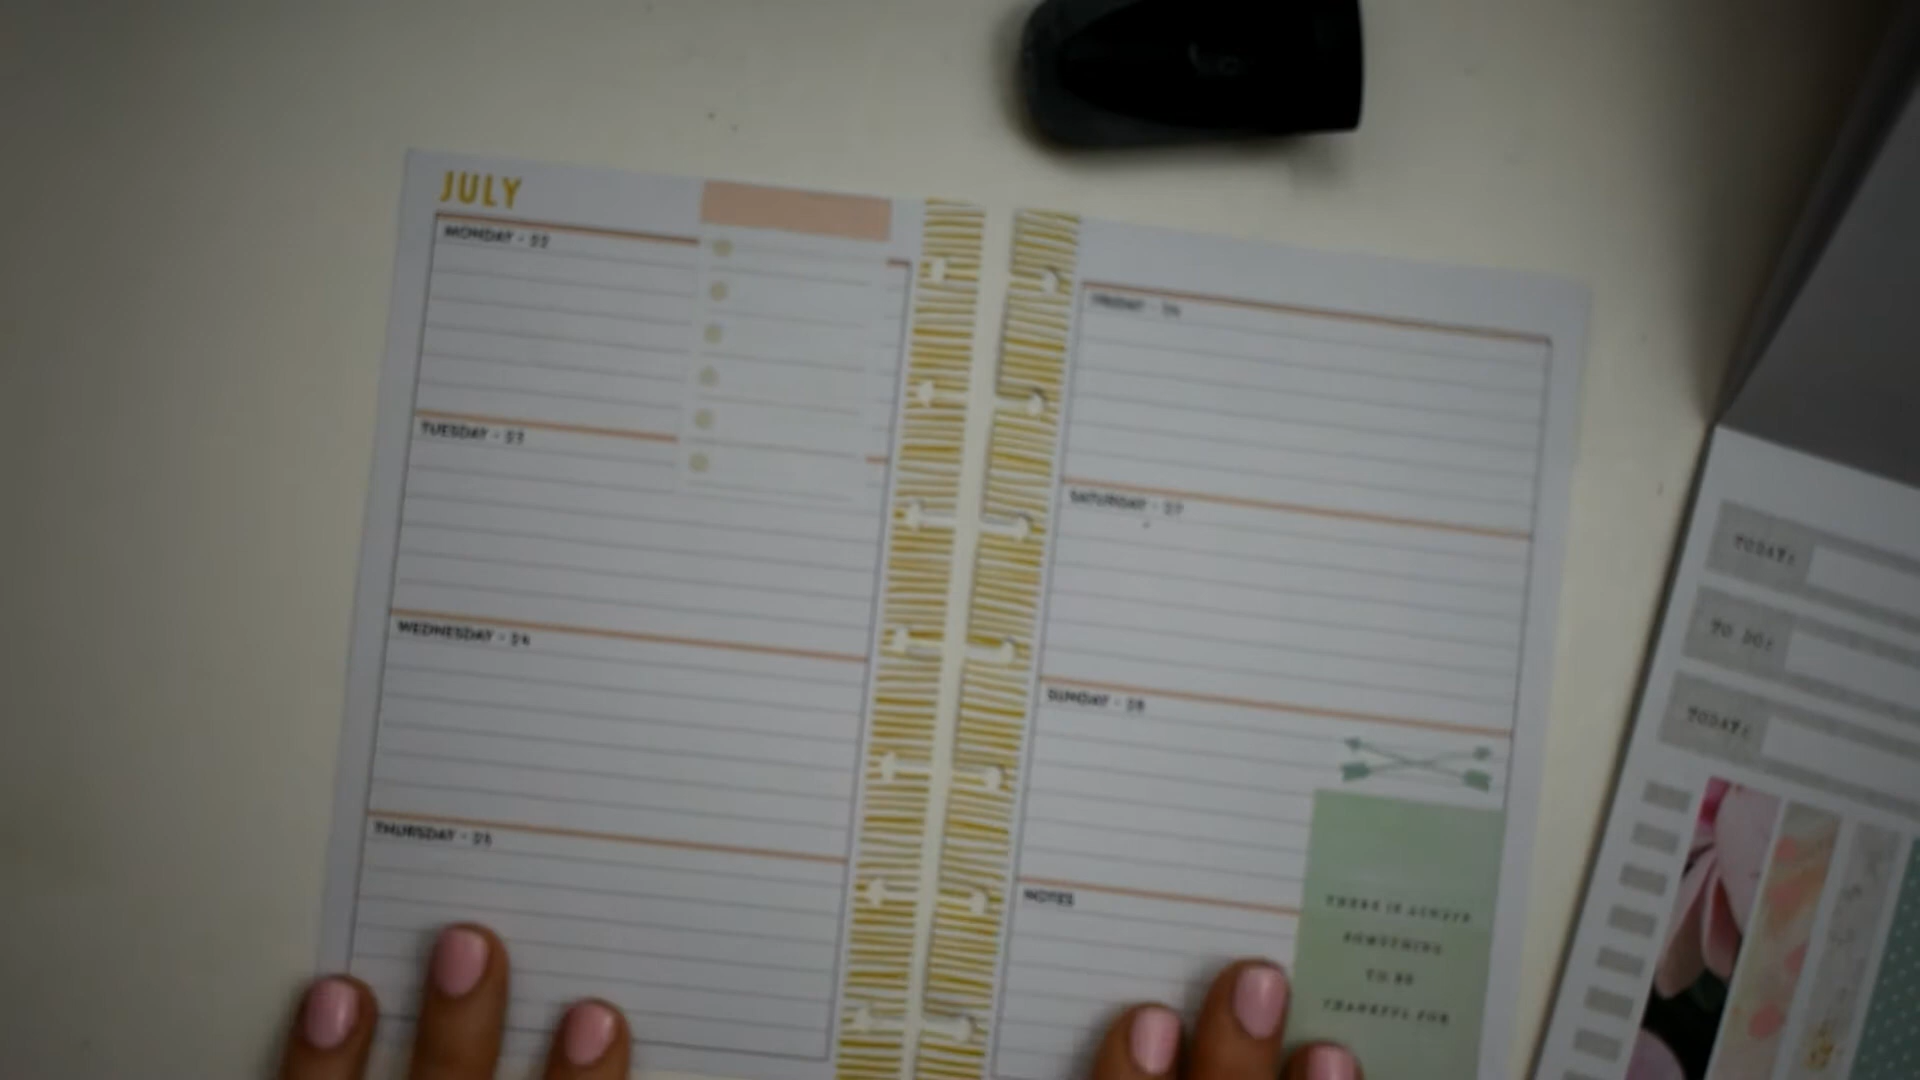 JULY
MONDAY - 22
TUESDAY - 23
WEDNESDAY - 24
THURSDAY - 25
FRIDAY - 26
SATURDAY - 27
SUNDAY - 28
NOTES
THERE IS ALWAYS
SOMETHING
TO BE
THANKFUL FOR
TODAY:
TO DO:
TODAY: